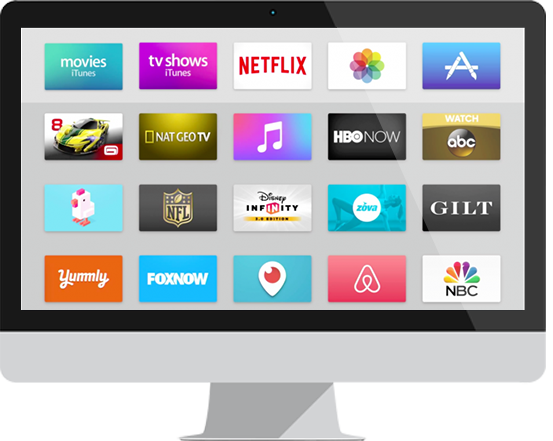 movies
iTunes
tv shows
iTunes
NETFLIX
8
NAT GEO TV
HBO NOW
WATCH
abc
NFL
Disney
INFINITY
3.0 EDITION
zova
GILT
Yummly
FOXNOW
NBC